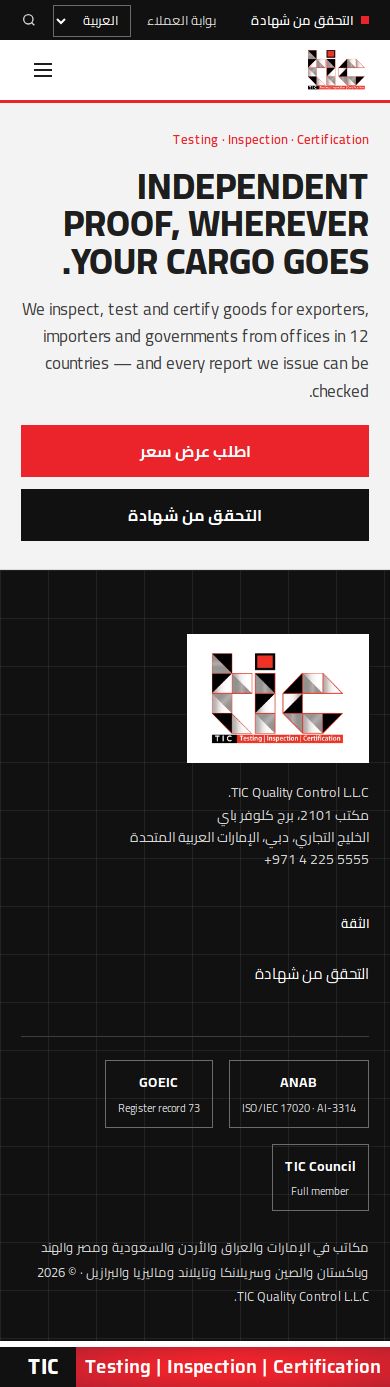 التحقق من شهادة
بوابة العملاء
العربية
TIC Testing | Inspection | Certification
Testing · Inspection · Certification
INDEPENDENT
PROOF, WHEREVER
YOUR CARGO GOES.
We inspect, test and certify goods for exporters,
importers and governments from offices in 12
countries — and every report we issue can be
checked.
اطلب عرض سعر
التحقق من شهادة
TIC Testing | Inspection | Certification
TIC Quality Control L.L.C.
مكتب 2101، برج كلوفر باي
الخليج التجاري، دبي، الإمارات العربية المتحدة
+971 4 225 5555
الثقة
التحقق من شهادة
ANAB
ISO/IEC 17020 · AI-3314
GOEIC
Register record 73
TIC Council
Full member
مكاتب في الإمارات والعراق والأردن والسعودية ومصر والهند
وباكستان والصين وسريلانكا وتايلاند وماليزيا والبرازيل · © 2026
TIC Quality Control L.L.C.
TIC Testing | Inspection | Certification